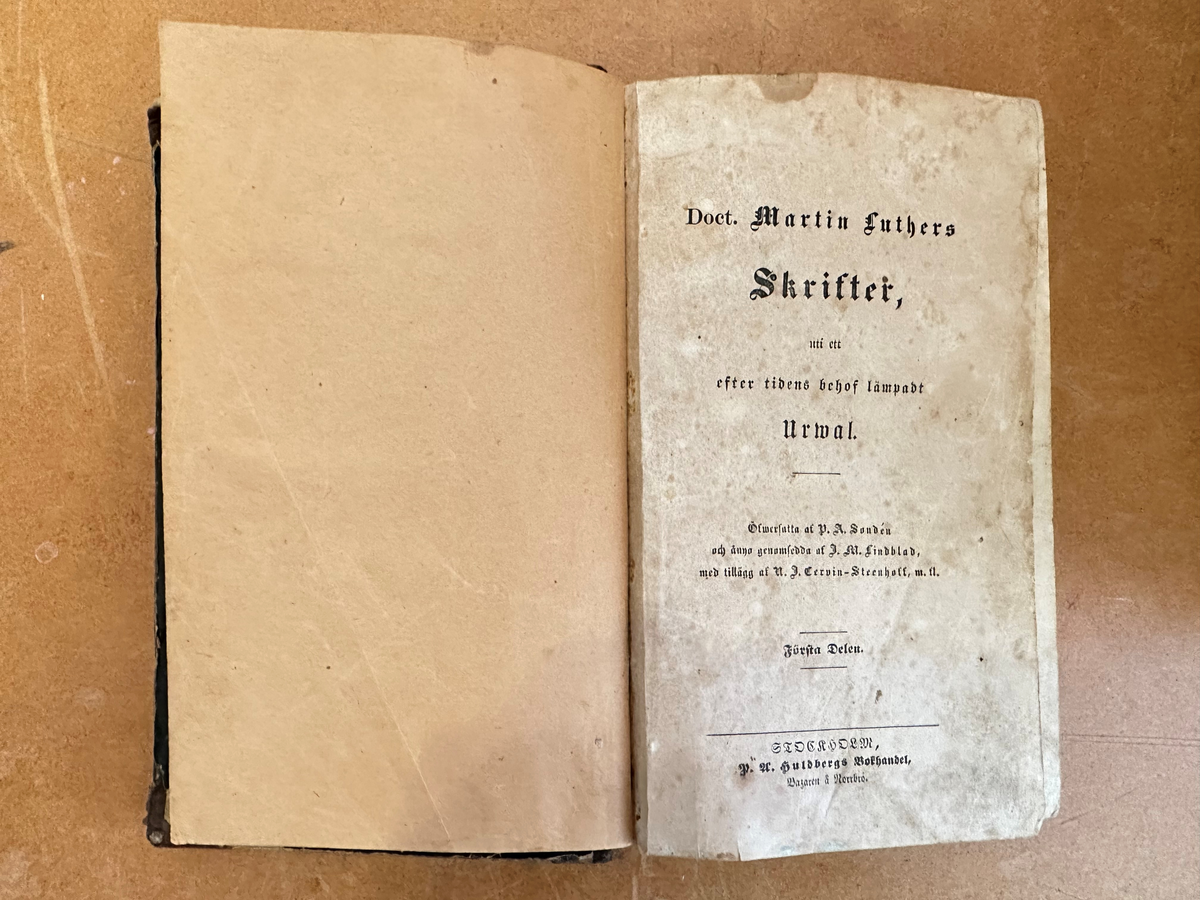 Doct. Martin Luthers
Skrifter,
uti ett
efter tidens behof lämpadt
Urwal.
Öfwersatta af P. A. Sondén
och ånyo genomsedda af J. M. Lindblad,
med tillägg af U. J. Cervin-Steenhoff, m. fl.
Första Delen.
STOCKHOLM,
P. A. Huldbergs Bokhandel,
Bazaren å Norrbro.